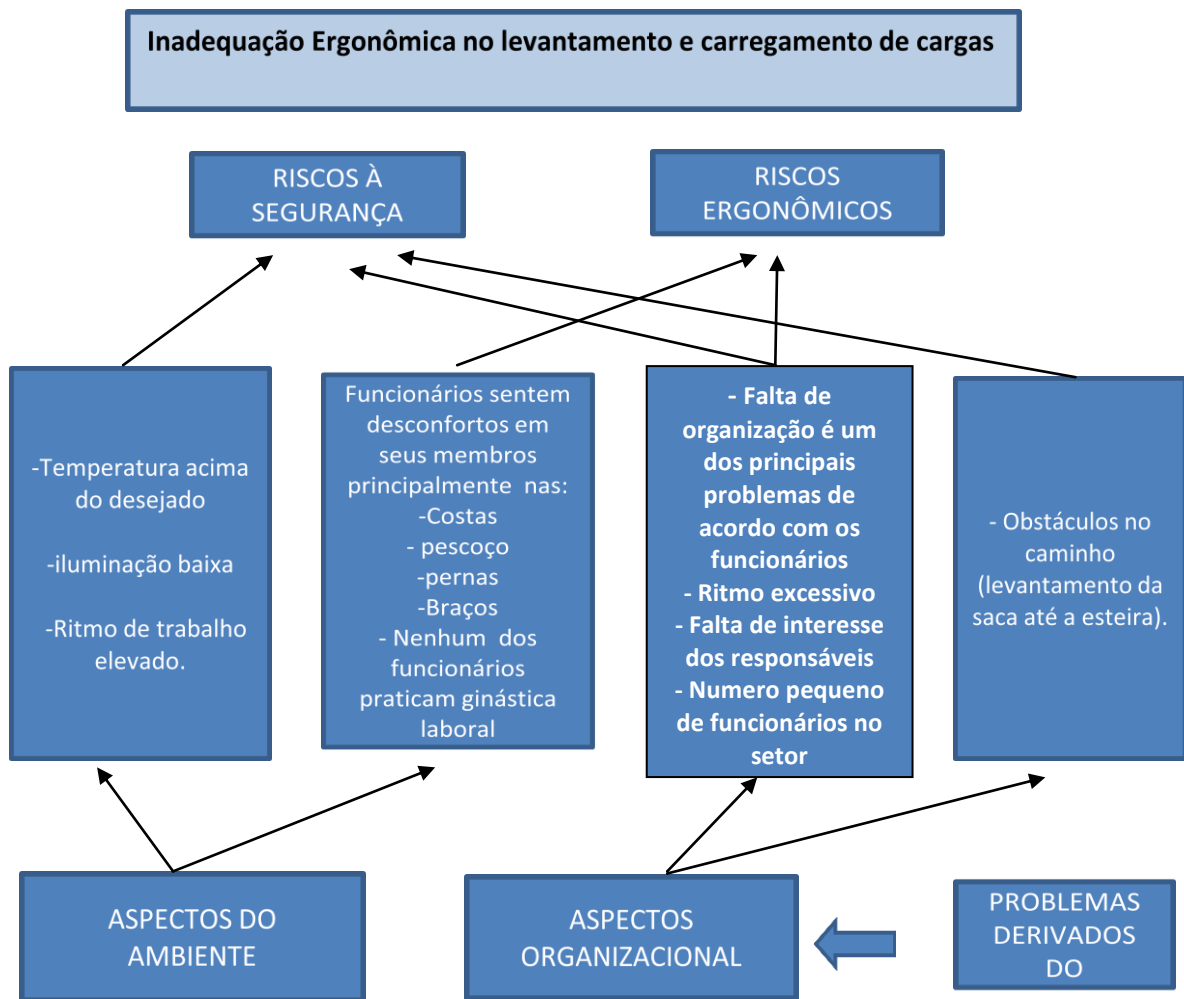 Inadequação Ergonômica no levantamento e carregamento de cargas
RISCOS À
SEGURANÇA
RISCOS
ERGONÔMICOS
-Temperatura acima
do desejado
-iluminação baixa
-Ritmo de trabalho
elevado.
Funcionários sentem
desconfortos em
seus membros
principalmente nas:
-Costas
- pescoço
-pernas
-Braços
- Nenhum dos
funcionários
praticam ginástica
laboral
- Falta de
organização é um
dos principais
problemas de
acordo com os
funcionários
- Ritmo excessivo
- Falta de interesse
dos responsáveis
- Numero pequeno
de funcionários no
setor
- Obstáculos no
caminho
(levantamento da
saca até a esteira).
ASPECTOS DO
AMBIENTE
ASPECTOS
ORGANIZACIONAL
PROBLEMAS
DERIVADOS
DO